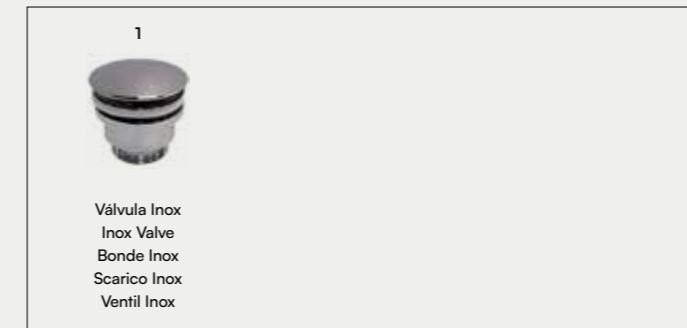 1
Válvula Inox
Inox Valve
Bonde Inox
Scarico Inox
Ventil Inox